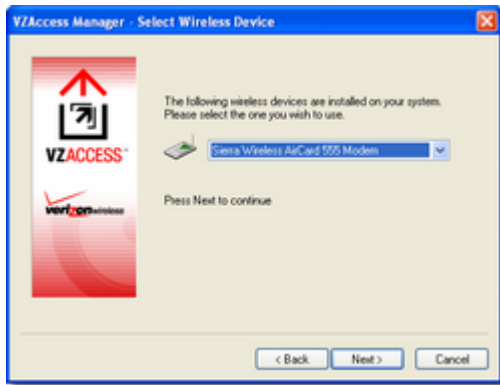 VZAccess Manager - Select Wireless Device
The following wireless devices are installed on your system.
Please select the one you wish to use.
VZACCESS
Sierra Wireless AirCard 555 Modem
verizonwireless
Press Next to continue
< Back
Next >
Cancel